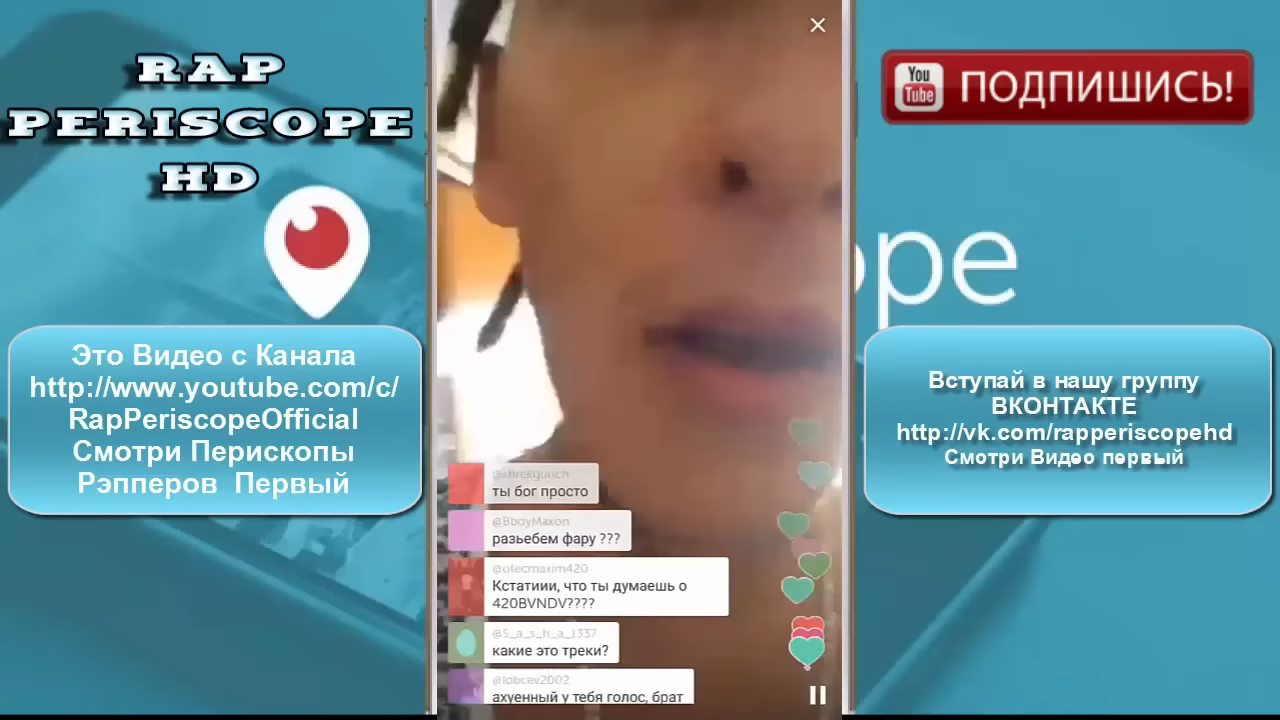 RAP
PERISCOPE
HD
Это Видео с Канала
http://www.youtube.com/c/
RapPeriscopeOfficial
Смотри Перископы
Рэпперов Первый
ты бог просто
@BboyMaxon
разьебем фару ???
@otecmaxim420
Кстатиии, что ты думаешь о
420BVNDV????
@5_a_s_h_a_1337
какие это треки?
@lobcev2002
ахуенный у тебя голос, брат
You
Tube
ПОДПИШИСЬ!
ope
Вступай в нашу группу
ВКОНТАКТЕ
http://vk.com/rapperiscopehd
Смотри Видео первый